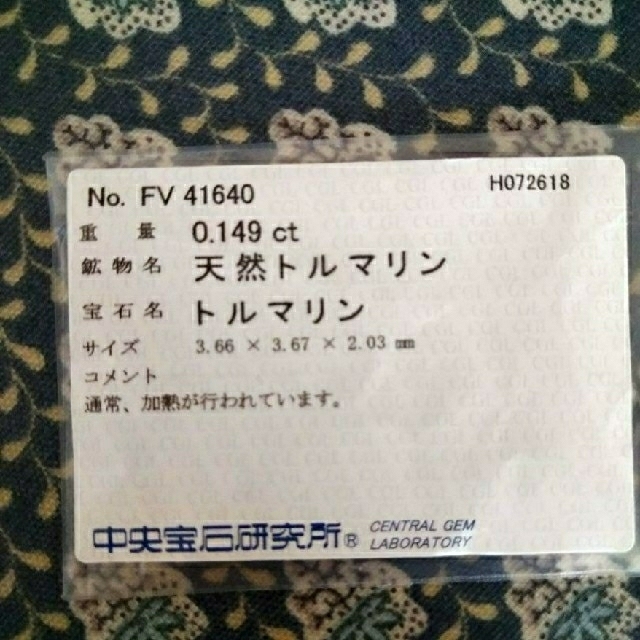 No. FV 41640
H072618
重量 0.149 ct
鉱物名 天然トルマリン
宝石名 トルマリン
サイズ 3.66 × 3.67 × 2.03 mm
コメント
通常、加熱が行われています。
中央宝石研究所® CENTRAL GEM
LABORATORY